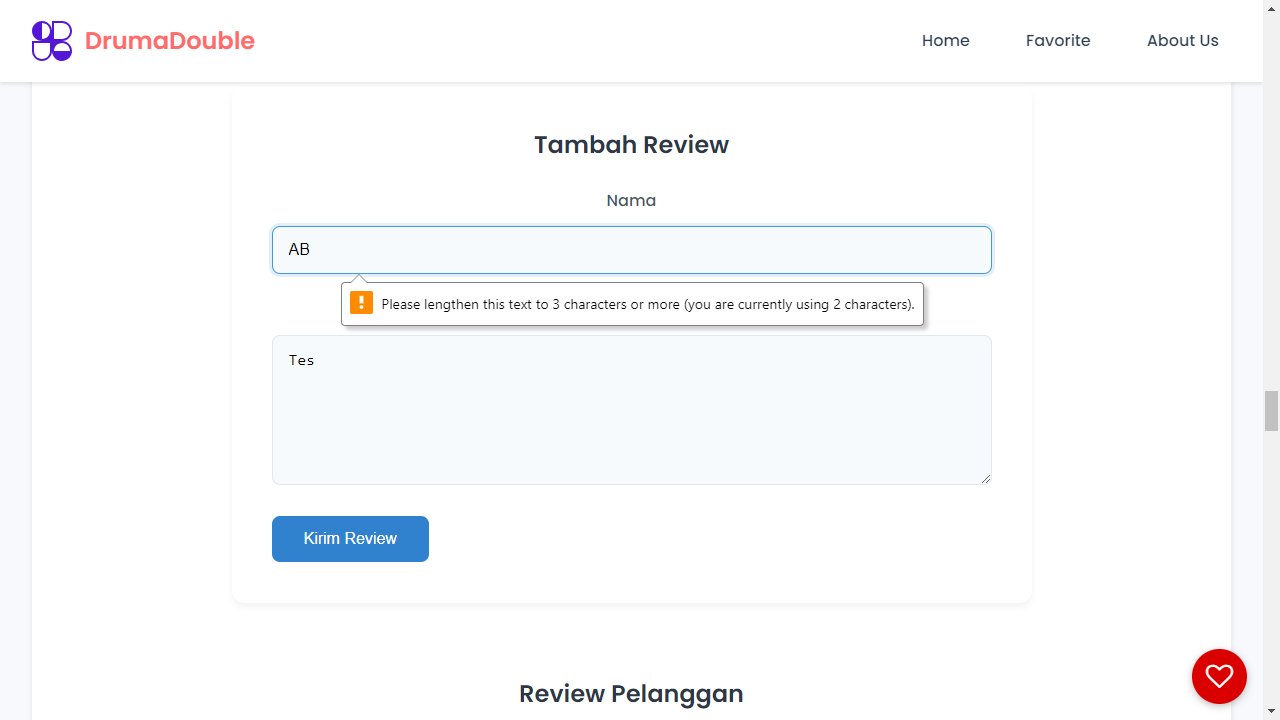 DrumaDouble
Home
Favorite
About Us
Tambah Review
Nama
AB
Please lengthen this text to 3 characters or more (you are currently using 2 characters).
Tes
Kirim Review
Review Pelanggan